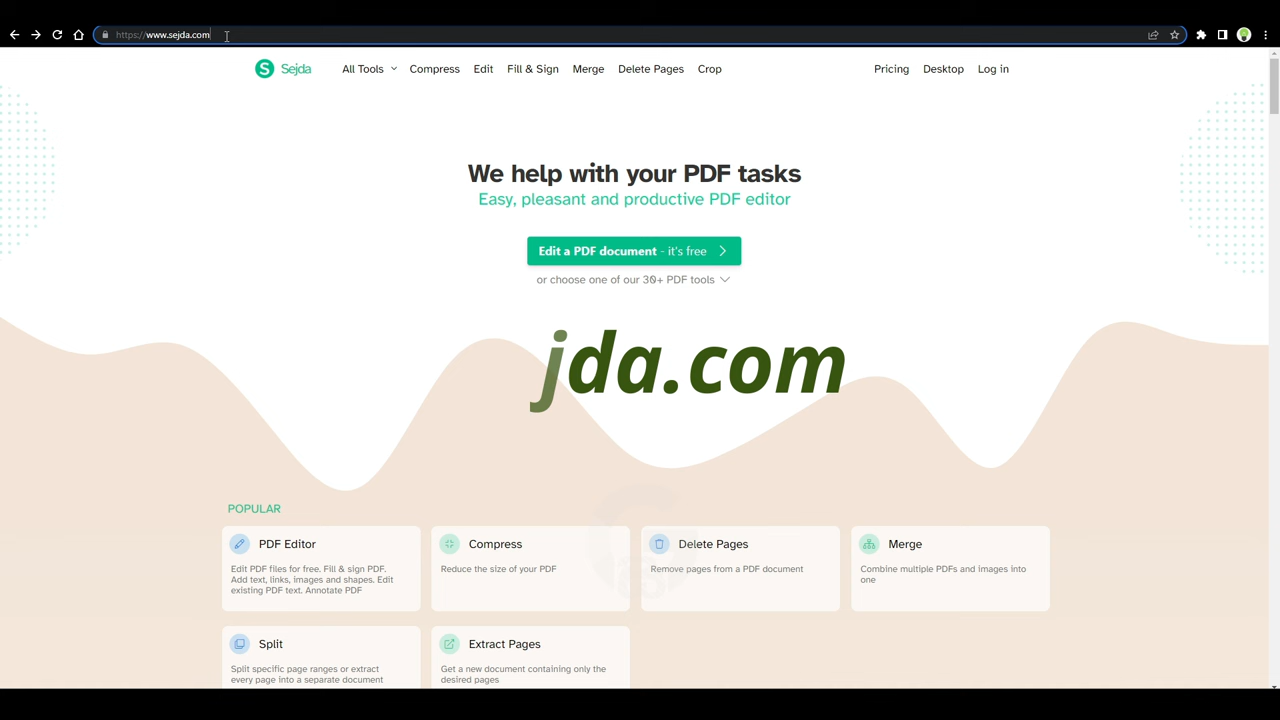 https://www.sejda.com
Sejda
All Tools Compress Edit Fill & Sign Merge Delete Pages Crop Pricing Desktop Log in
We help with your PDF tasks
Easy, pleasant and productive PDF editor
Edit a PDF document - it's free
or choose one of our 30+ PDF tools
jda.com
POPULAR
PDF Editor
Edit PDF files for free. Fill & sign PDF.
Add text, links, images and shapes. Edit
existing PDF text. Annotate PDF
Compress
Reduce the size of your PDF
Delete Pages
Remove pages from a PDF document
Merge
Combine multiple PDFs and images into
one
Split
Split specific page ranges or extract
every page into a separate document
Extract Pages
Get a new document containing only the
desired pages